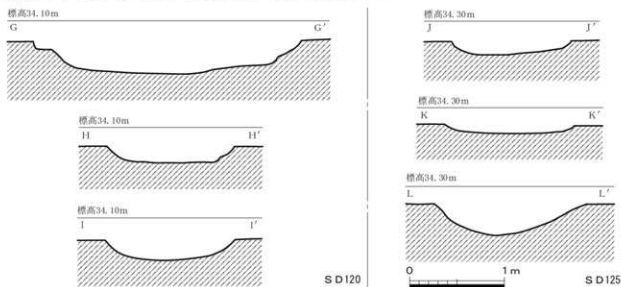 標高34.10m
G G′
標高34.10m
H H′
標高34.10m
I I′
SD120
標高34.30m
J J′
標高34.30m
K K′
標高34.30m
L L′
0 1m
SD125